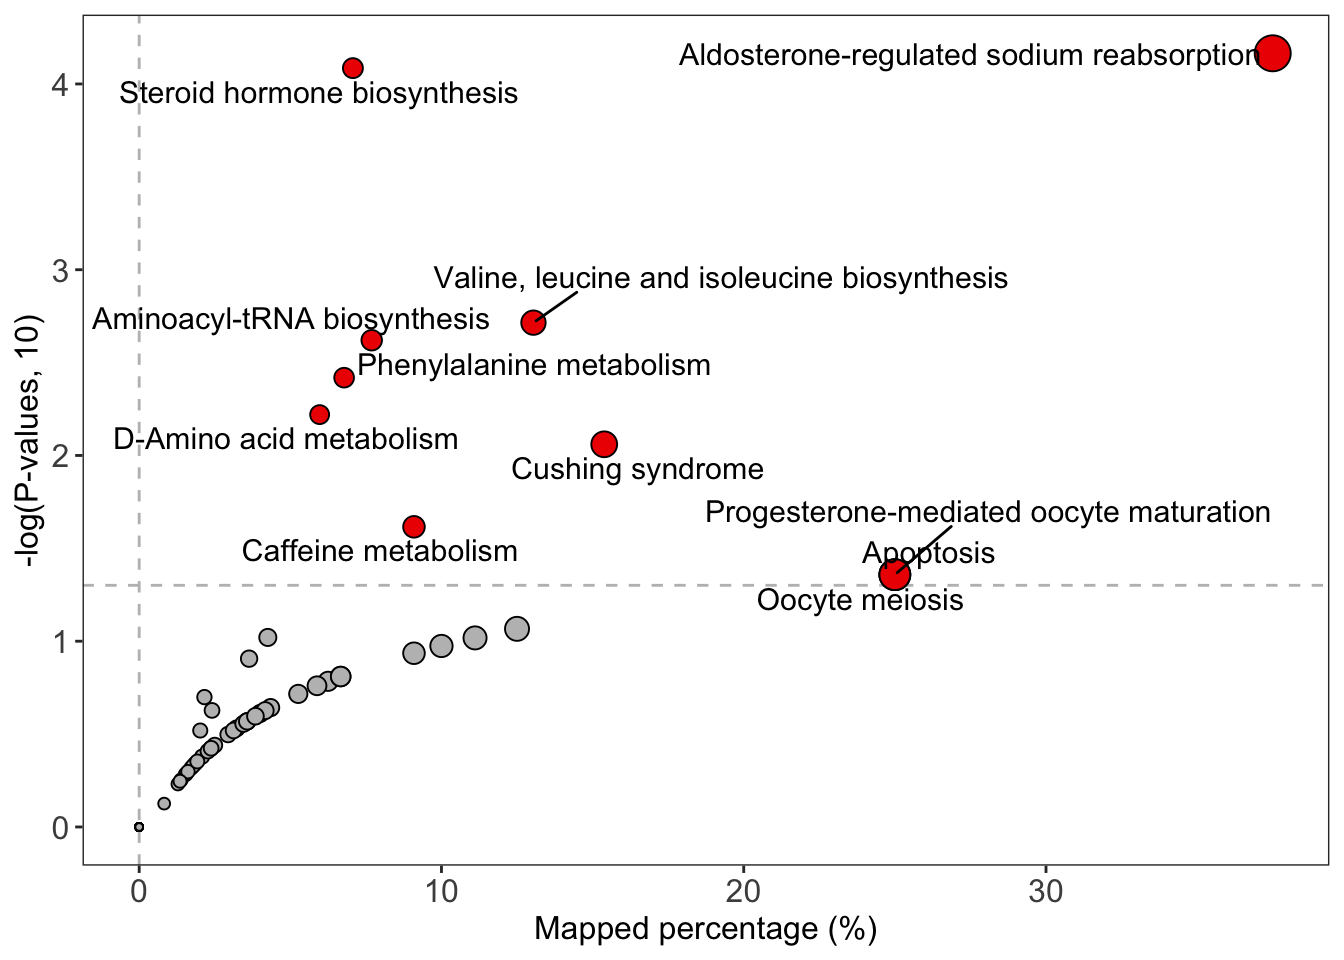 Aldosterone-regulated sodium reabsorption
4
Steroid hormone biosynthesis
3
Valine, leucine and isoleucine biosynthesis
Aminoacyl-tRNA biosynthesis
Phenylalanine metabolism
D-Amino acid metabolism
2
Cushing syndrome
Progesterone-mediated oocyte maturation
Caffeine metabolism
Apoptosis
Oocyte meiosis
1
0
-log(P-values, 10)
0 10 20 30
Mapped percentage (%)